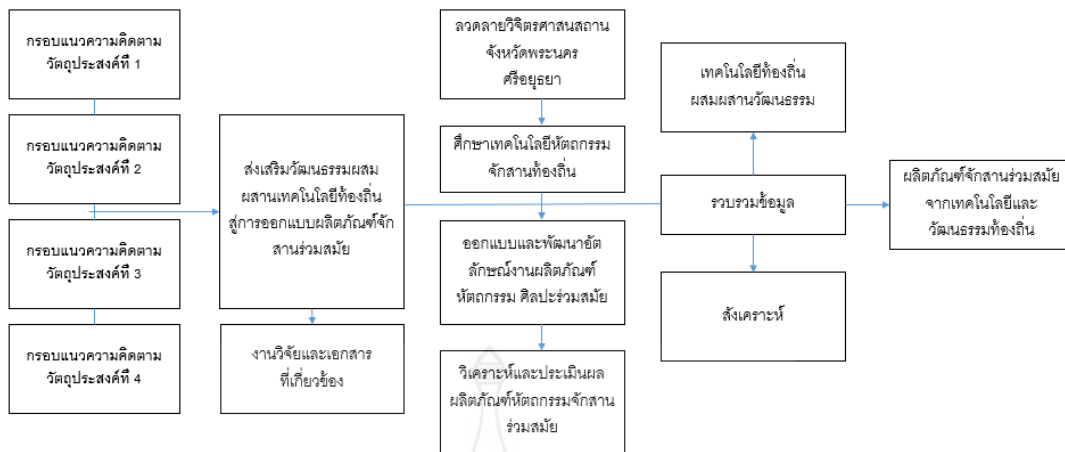 กรอบแนวความคิดตาม
วัตถุประสงค์ที่ 1
กรอบแนวความคิดตาม
วัตถุประสงค์ที่ 2
กรอบแนวความคิดตาม
วัตถุประสงค์ที่ 3
กรอบแนวความคิดตาม
วัตถุประสงค์ที่ 4
ส่งเสริมวัฒนธรรมผสม
ผสานเทคโนโลยีท้องถิ่น
สู่การออกแบบผลิตภัณฑ์จัก
สานร่วมสมัย
งานวิจัยและเอกสาร
ที่เกี่ยวข้อง
ลวดลายวิจิตรศาสนสถาน
จังหวัดพระนคร
ศรีอยุธยา
ศึกษาเทคโนโลยีหัตถกรรม
จักสานท้องถิ่น
ออกแบบและพัฒนาอัต
ลักษณ์งานผลิตภัณฑ์
หัตถกรรม ศิลปะร่วมสมัย
วิเคราะห์และประเมินผล
ผลิตภัณฑ์หัตถกรรมจักสาน
ร่วมสมัย
เทคโนโลยีท้องถิ่น
ผสมผสานวัฒนธรรม
รวบรวมข้อมูล
สังเคราะห์
ผลิตภัณฑ์จักสานร่วมสมัย
จากเทคโนโลยีและ
วัฒนธรรมท้องถิ่น